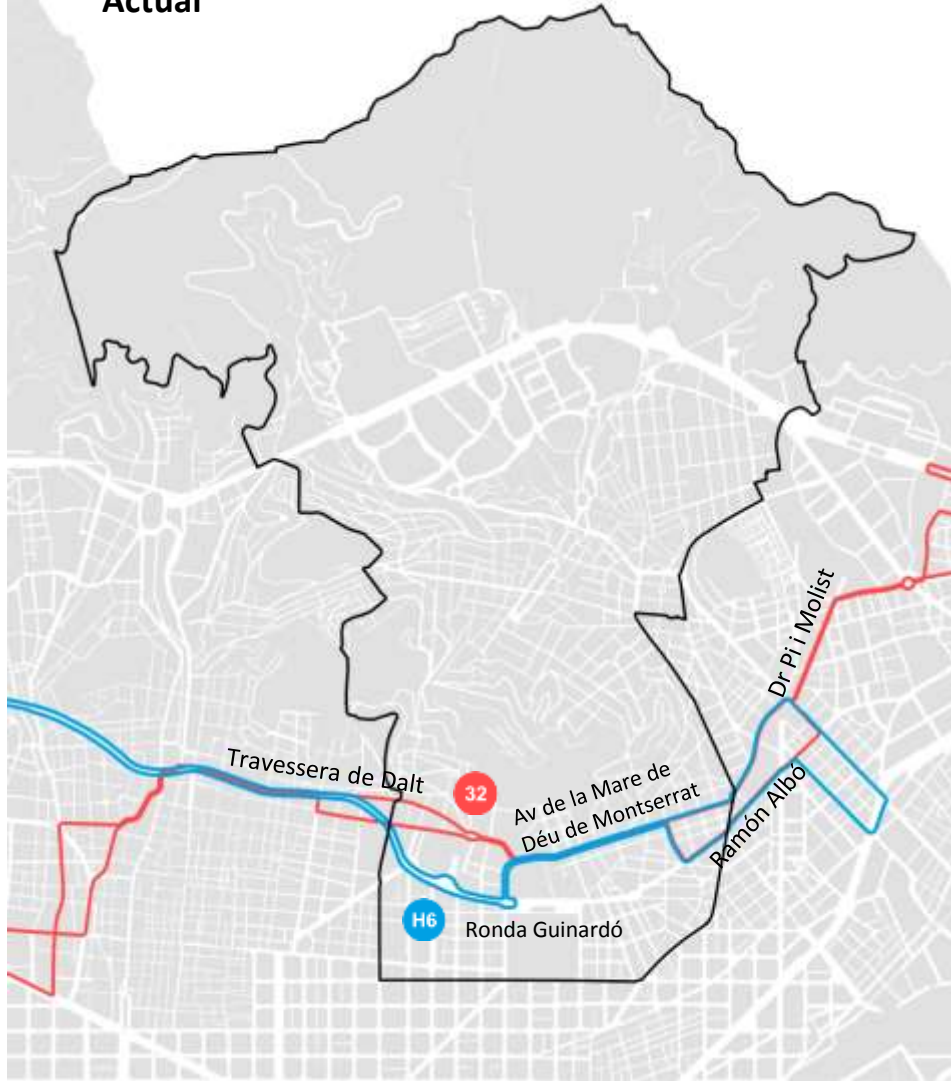 Actual
Dr Pi i Molist
Travessera de Dalt
32
Av de la Mare de
Déu de Montserrat
Ramón Albó
H6
Ronda Guinardó